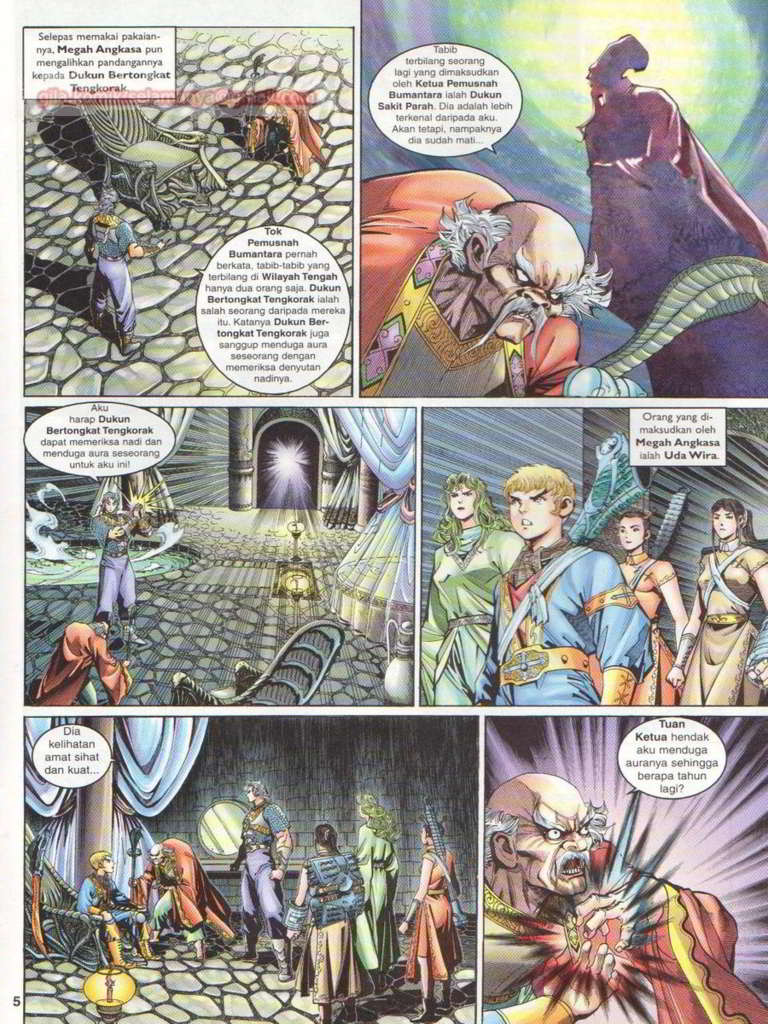 Selepas memakai pakaian-
nya, Megah Angkasa pun
mengalihkan pandangannya
kepada Dukun Bertongkat
Tengkorak.
Tok
Pemusnah
Bumantara pernah
berkata, tabib-tabib yang
terbilang di Wilayah Tengah
hanya dua orang saja. Dukun
Bertongkat Tengkorak ialah
salah seorang daripada mereka
itu. Katanya Dukun Ber-
tongkat Tengkorak juga
sanggup menduga aura
seseorang dengan
memeriksa denyutan
nadinya.
Tabib
terbilang seorang
lagi yang dimaksudkan
oleh Ketua Pemusnah
Bumantara ialah Dukun
Sakit Parah. Dia adalah lebih
terkenal daripada aku.
Akan tetapi, nampaknya
dia sudah mati...
Aku
harap Dukun
Bertongkat Tengkorak
dapat memeriksa nadi dan
menduga aura seseorang
untuk aku ini!
Orang yang di-
maksudkan oleh
Megah Angkasa
ialah Uda Wira.
Dia
kelihatan
amat sihat
dan kuat...
Tuan
Ketua hendak
aku menduga
auranya sehingga
berapa tahun
lagi?
5